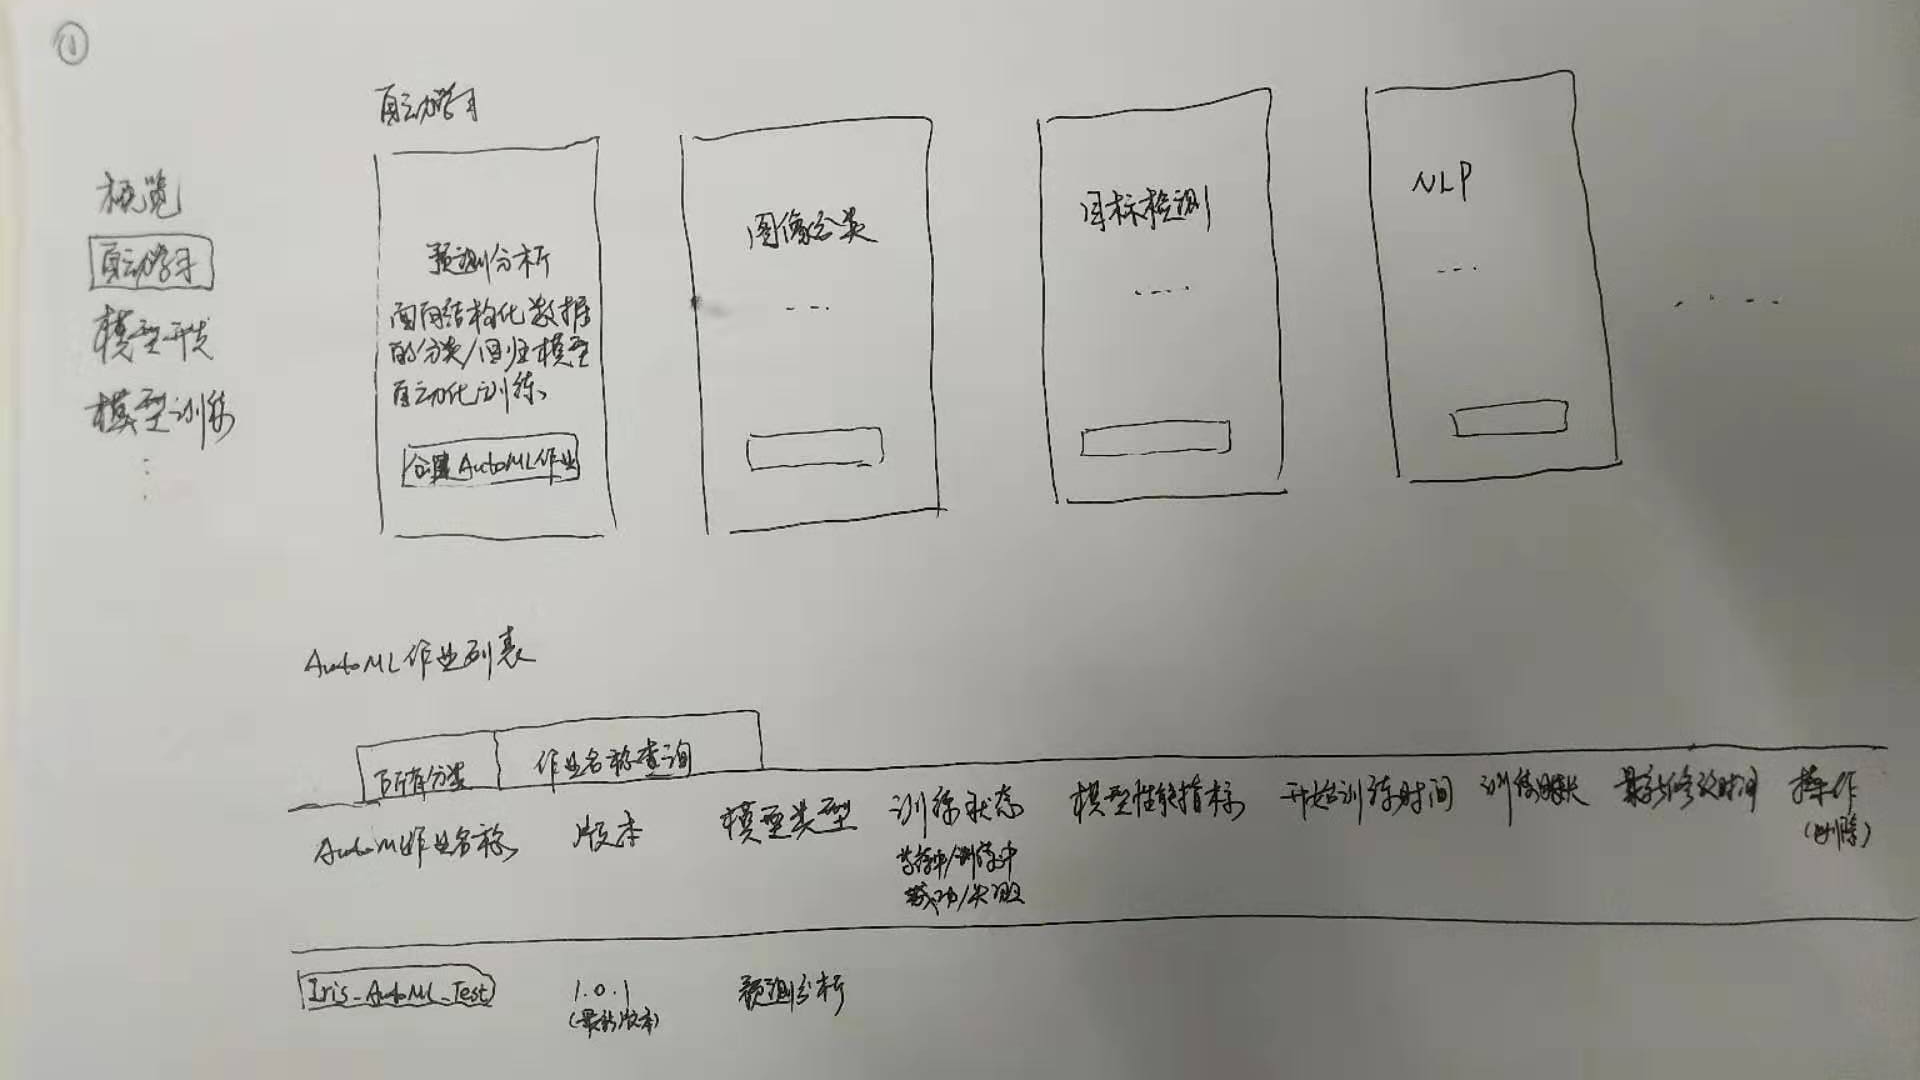 ①
自动学习
概览
自动学习
模型开发
模型训练
预测分析
面向结构化数据
的分类/回归模型
自动化训练、
创建AutoML作业
图像分类
目标检测
NLP
AutoML作业列表
所有分类
作业名称查询
AutoML作业名称 版本 模型类型 训练状态 模型性能指标 开始训练时间 训练时长 最新修改时间 操作
等待中/训练中
成功/失败
(删除)
Iris_AutoML_Test 1.0.1 预测分析
(最新版本)